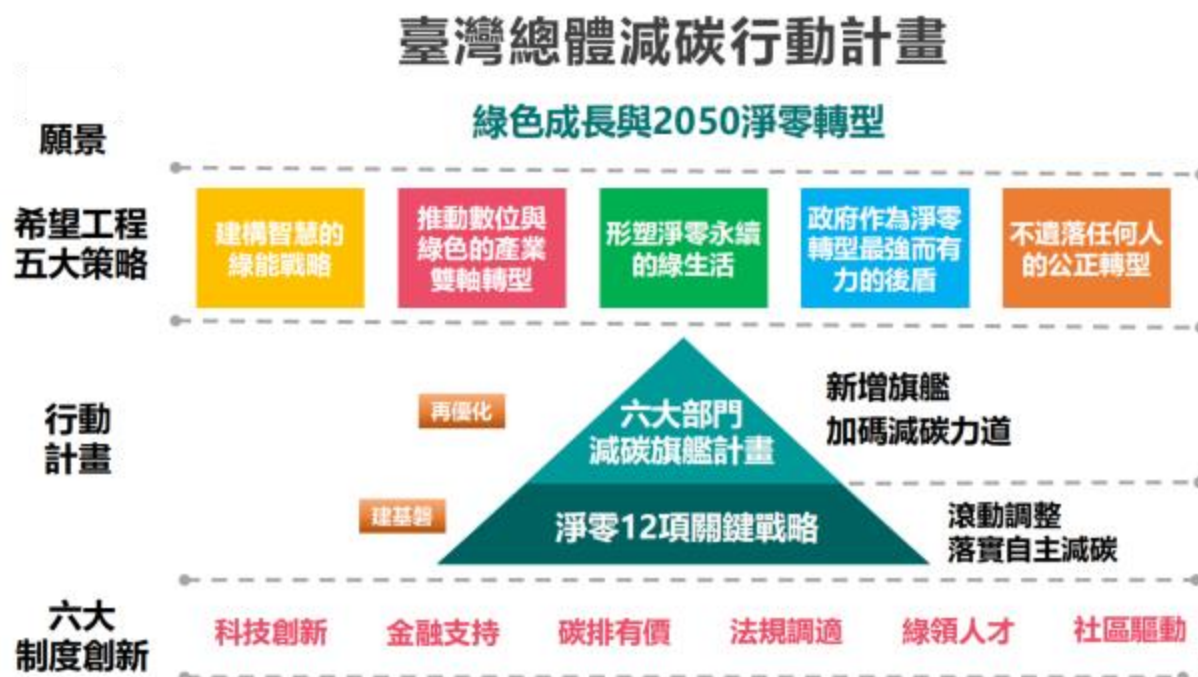 臺灣總體減碳行動計畫
願景
綠色成長與2050淨零轉型
希望工程
五大策略
建構智慧的
綠能戰略
推動數位與
綠色的產業
雙軸轉型
形塑淨零永續
的綠生活
政府作為淨零
轉型最強而有
力的後盾
不遺落任何人
的公正轉型
行動
計畫
再優化
六大部門
減碳旗艦計畫
新增旗艦
加碼減碳力道
建基磐
淨零12項關鍵戰略
滾動調整
落實自主減碳
六大
制度創新
科技創新
金融支持
碳排有價
法規調適
綠領人才
社區驅動